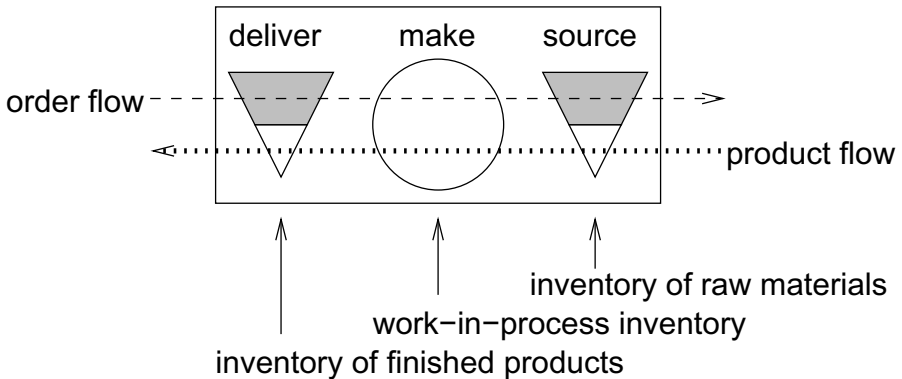 deliver make source
order flow
product flow
inventory of raw materials
work−in−process inventory
inventory of finished products